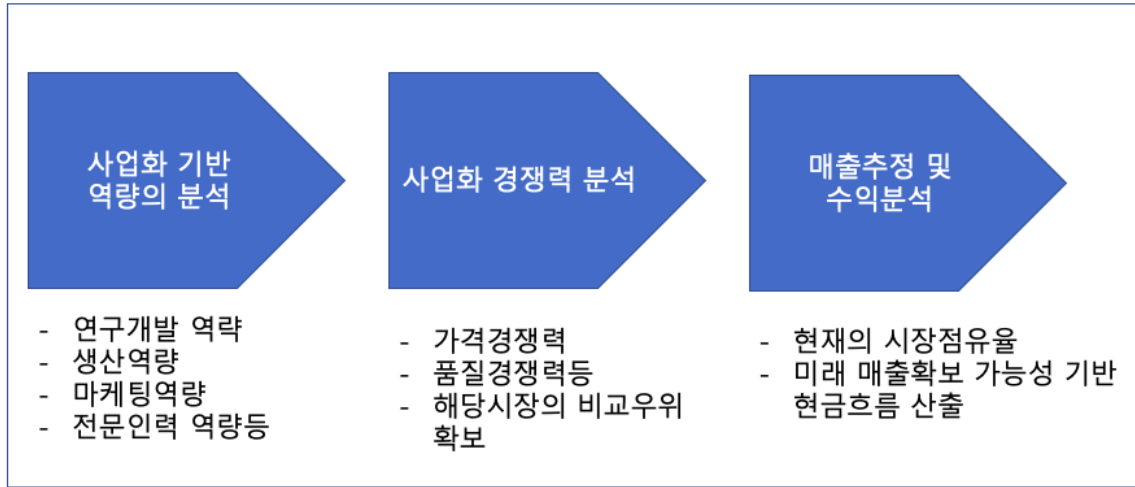 사업화 기반
역량의 분석
사업화 경쟁력 분석
매출추정 및
수익분석
- 연구개발 역략
- 생산역량
- 마케팅역량
- 전문인력 역량등
- 가격경쟁력
- 품질경쟁력등
- 해당시장의 비교우위
확보
- 현재의 시장점유율
- 미래 매출확보 가능성 기반
현금흐름 산출